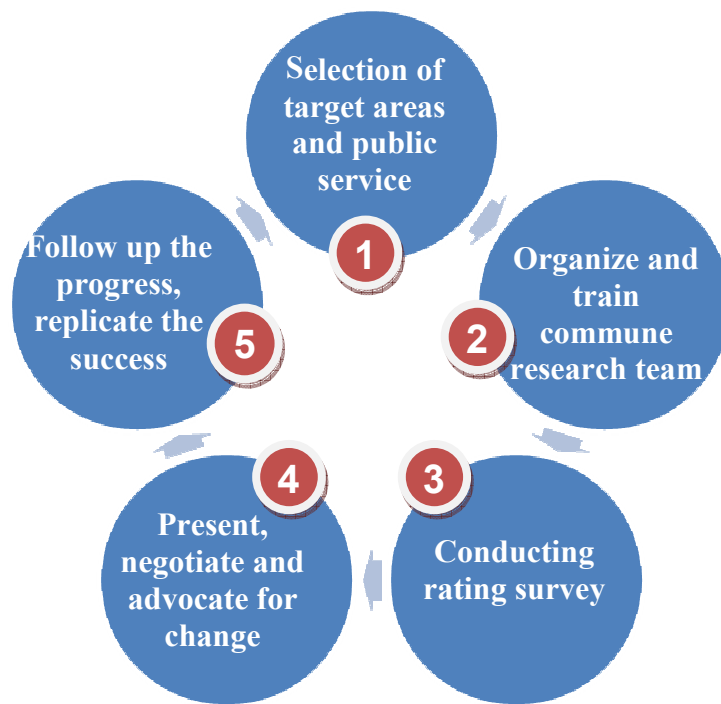 Selection of
target areas
and public
service
1
Organize and
train
commune
research team
2
3
Conducting
rating survey
4
Present,
negotiate and
advocate for
change
Follow up the
progress,
replicate the
success
5